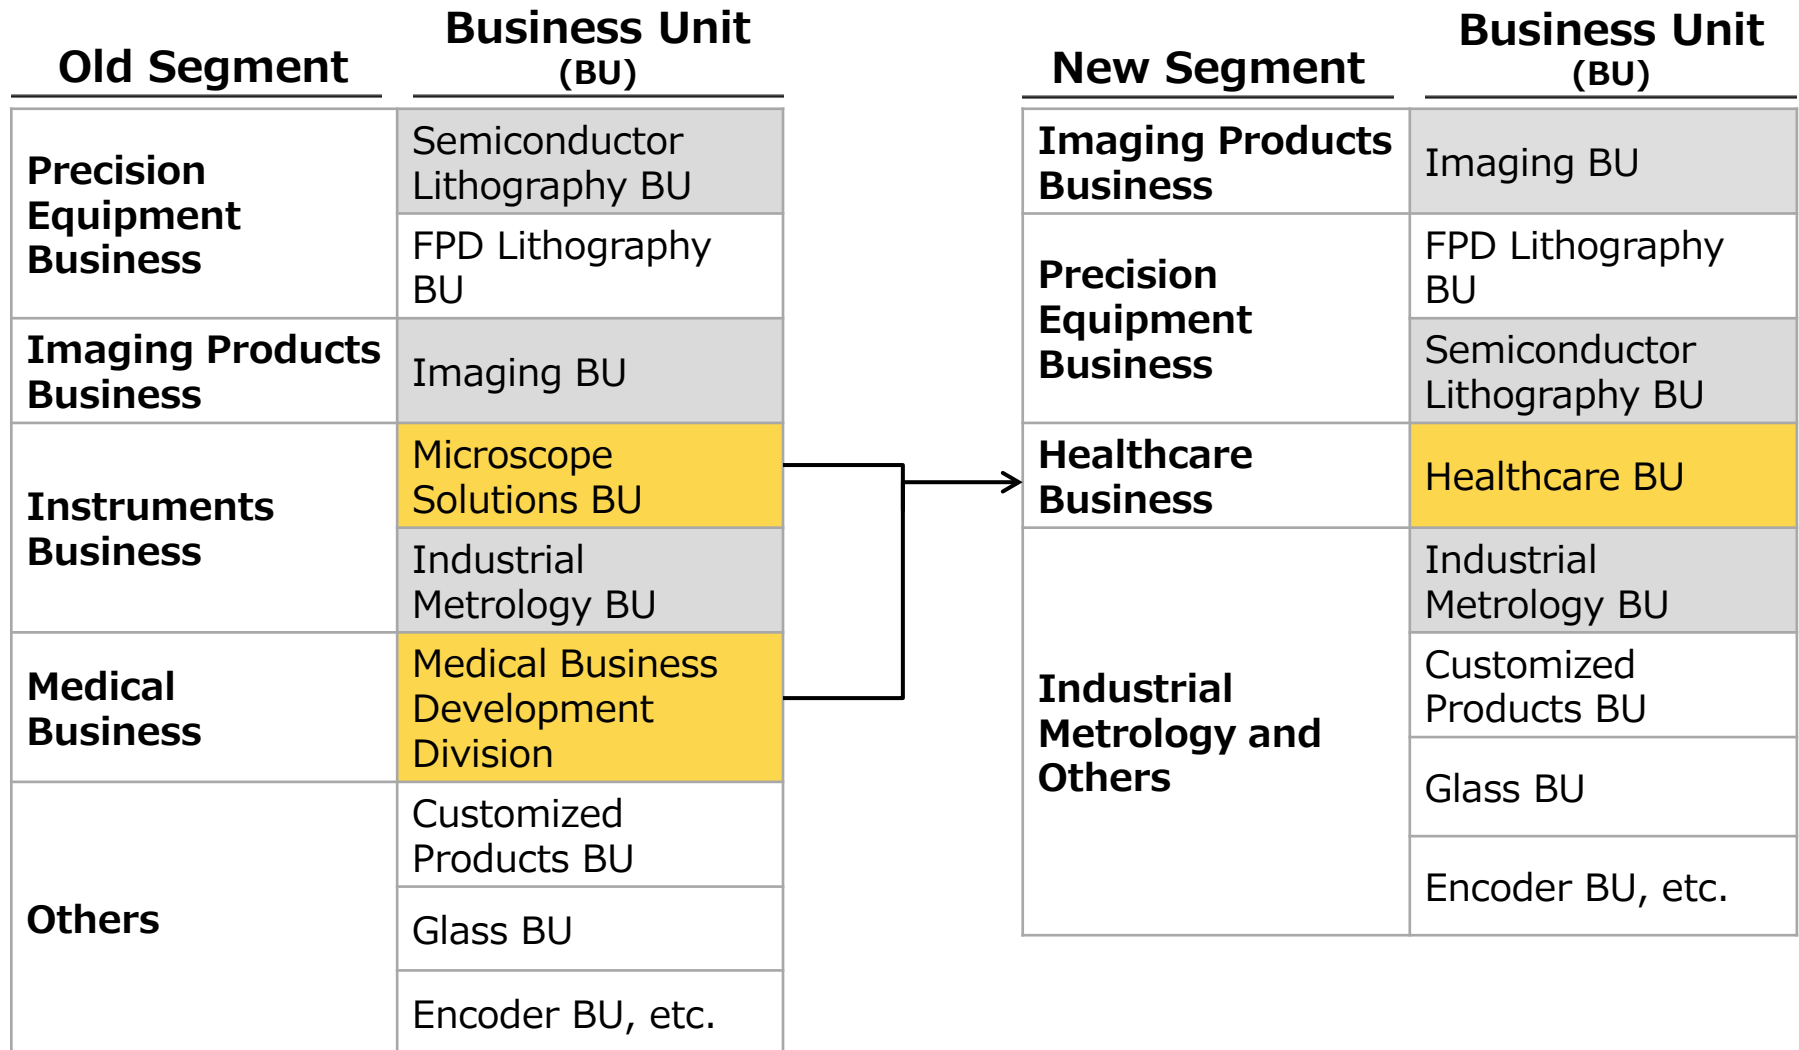 Old Segment
Business Unit
(BU)
Precision
Equipment
Business
Semiconductor
Lithography BU
FPD Lithography
BU
Imaging Products
Business
Imaging BU
Instruments
Business
Microscope
Solutions BU
Industrial
Metrology BU
Medical
Business
Medical Business
Development
Division
Others
Customized
Products BU
Glass BU
Encoder BU, etc.
New Segment
Business Unit
(BU)
Imaging Products
Business
Imaging BU
Precision
Equipment
Business
FPD Lithography
BU
Semiconductor
Lithography BU
Healthcare
Business
Healthcare BU
Industrial
Metrology and
Others
Industrial
Metrology BU
Customized
Products BU
Glass BU
Encoder BU, etc.